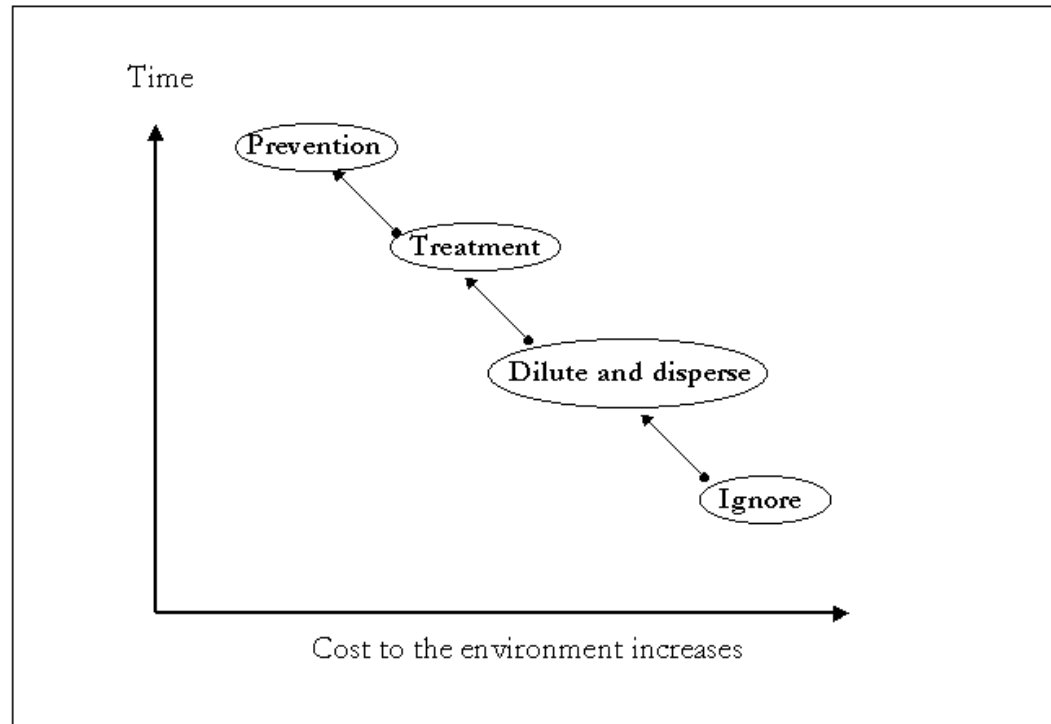 Time
Prevention
Treatment
Dilute and disperse
Ignore
Cost to the environment increases